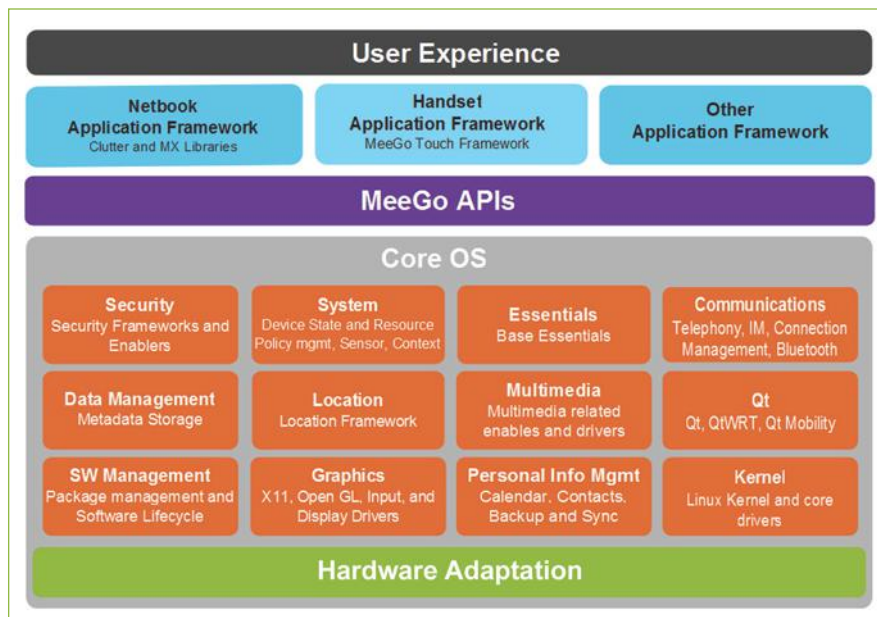 User Experience
Netbook
Application Framework
Clutter and MX Libraries
Handset
Application Framework
MeeGo Touch Framework
Other
Application Framework
MeeGo APIs
Core OS
Security
Security Frameworks and
Enablers
System
Device State and Resource
Policy mgmt, Sensor, Context
Essentials
Base Essentials
Communications
Telephony, IM, Connection
Management, Bluetooth
Data Management
Metadata Storage
Location
Location Framework
Multimedia
Multimedia related
enables and drivers
Qt
Qt, QtWRT, Qt Mobility
SW Management
Package management and
Software Lifecycle
Graphics
X11, Open GL, Input, and
Display Drivers
Personal Info Mgmt
Calendar, Contacts,
Backup and Sync
Kernel
Linux Kernel and core
drivers
Hardware Adaptation